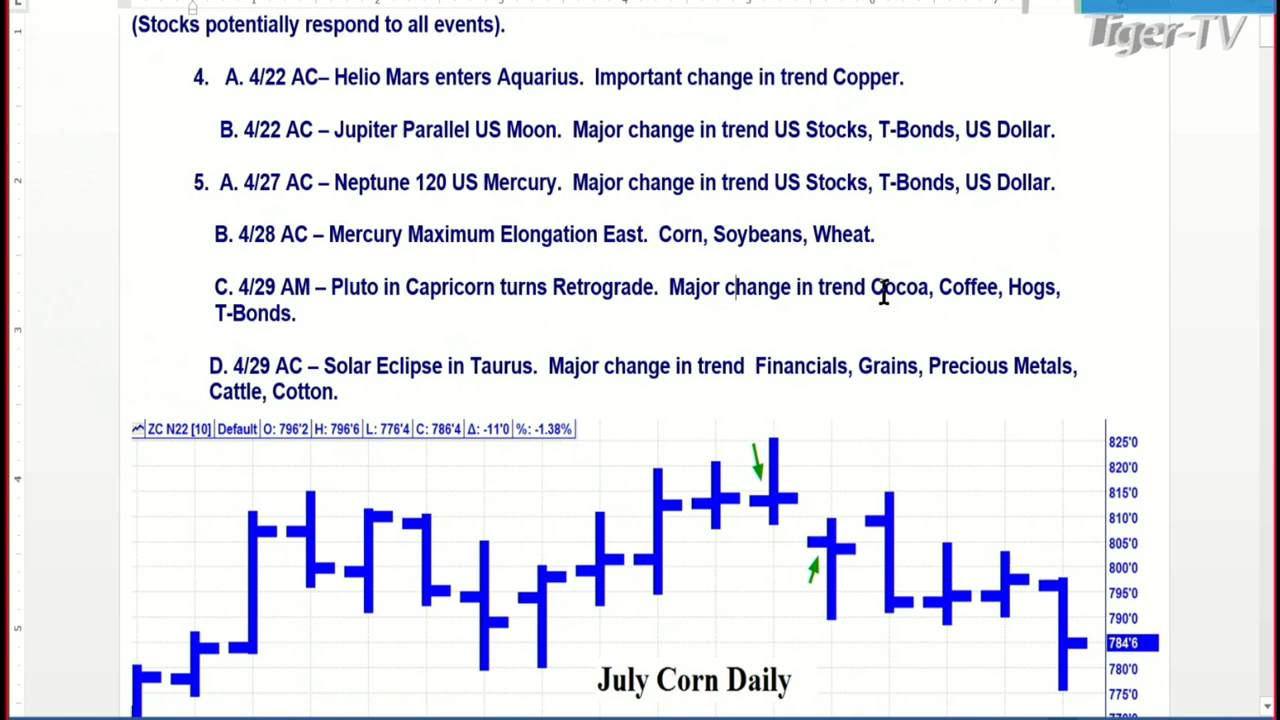 Tiger-TV
(Stocks potentially respond to all events).
4. A. 4/22 AC– Helio Mars enters Aquarius. Important change in trend Copper.
B. 4/22 AC – Jupiter Parallel US Moon. Major change in trend US Stocks, T-Bonds, US Dollar.
5. A. 4/27 AC – Neptune 120 US Mercury. Major change in trend US Stocks, T-Bonds, US Dollar.
B. 4/28 AC – Mercury Maximum Elongation East. Corn, Soybeans, Wheat.
C. 4/29 AM – Pluto in Capricorn turns Retrograde. Major change in trend Cocoa, Coffee, Hogs,
T-Bonds.
D. 4/29 AC – Solar Eclipse in Taurus. Major change in trend Financials, Grains, Precious Metals,
Cattle, Cotton.
ZC N22 [10] Default O: 796'2 H: 796'6 L: 776'4 C: 786'4 Δ: -11'0 %: -1.38%
825'0
820'0
815'0
810'0
805'0
800'0
795'0
790'0
784'6
780'0
775'0
July Corn Daily
1
2
3
4
5